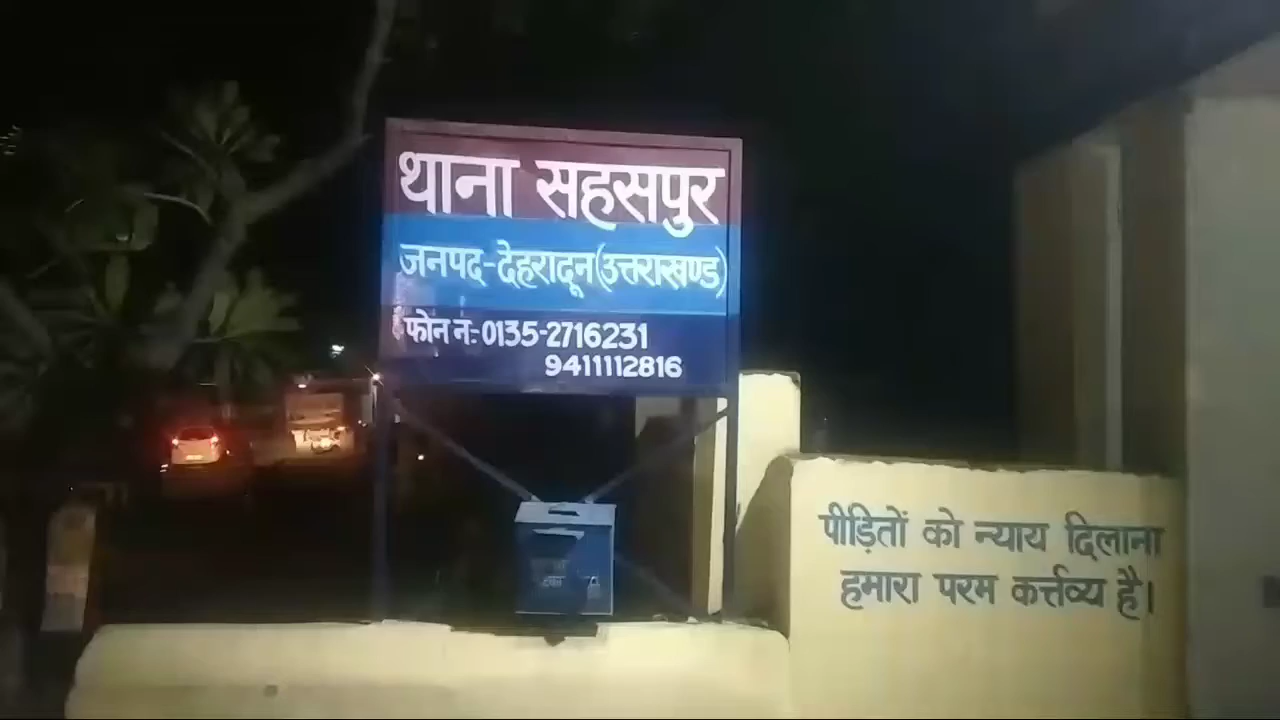 थाना सहसपुर
जनपद-देहरादून(उत्तराखण्ड)
फोन न:-0135-2716231
9411112816
पीड़ितों को न्याय दिलाना
हमारा परम कर्त्तव्य है।